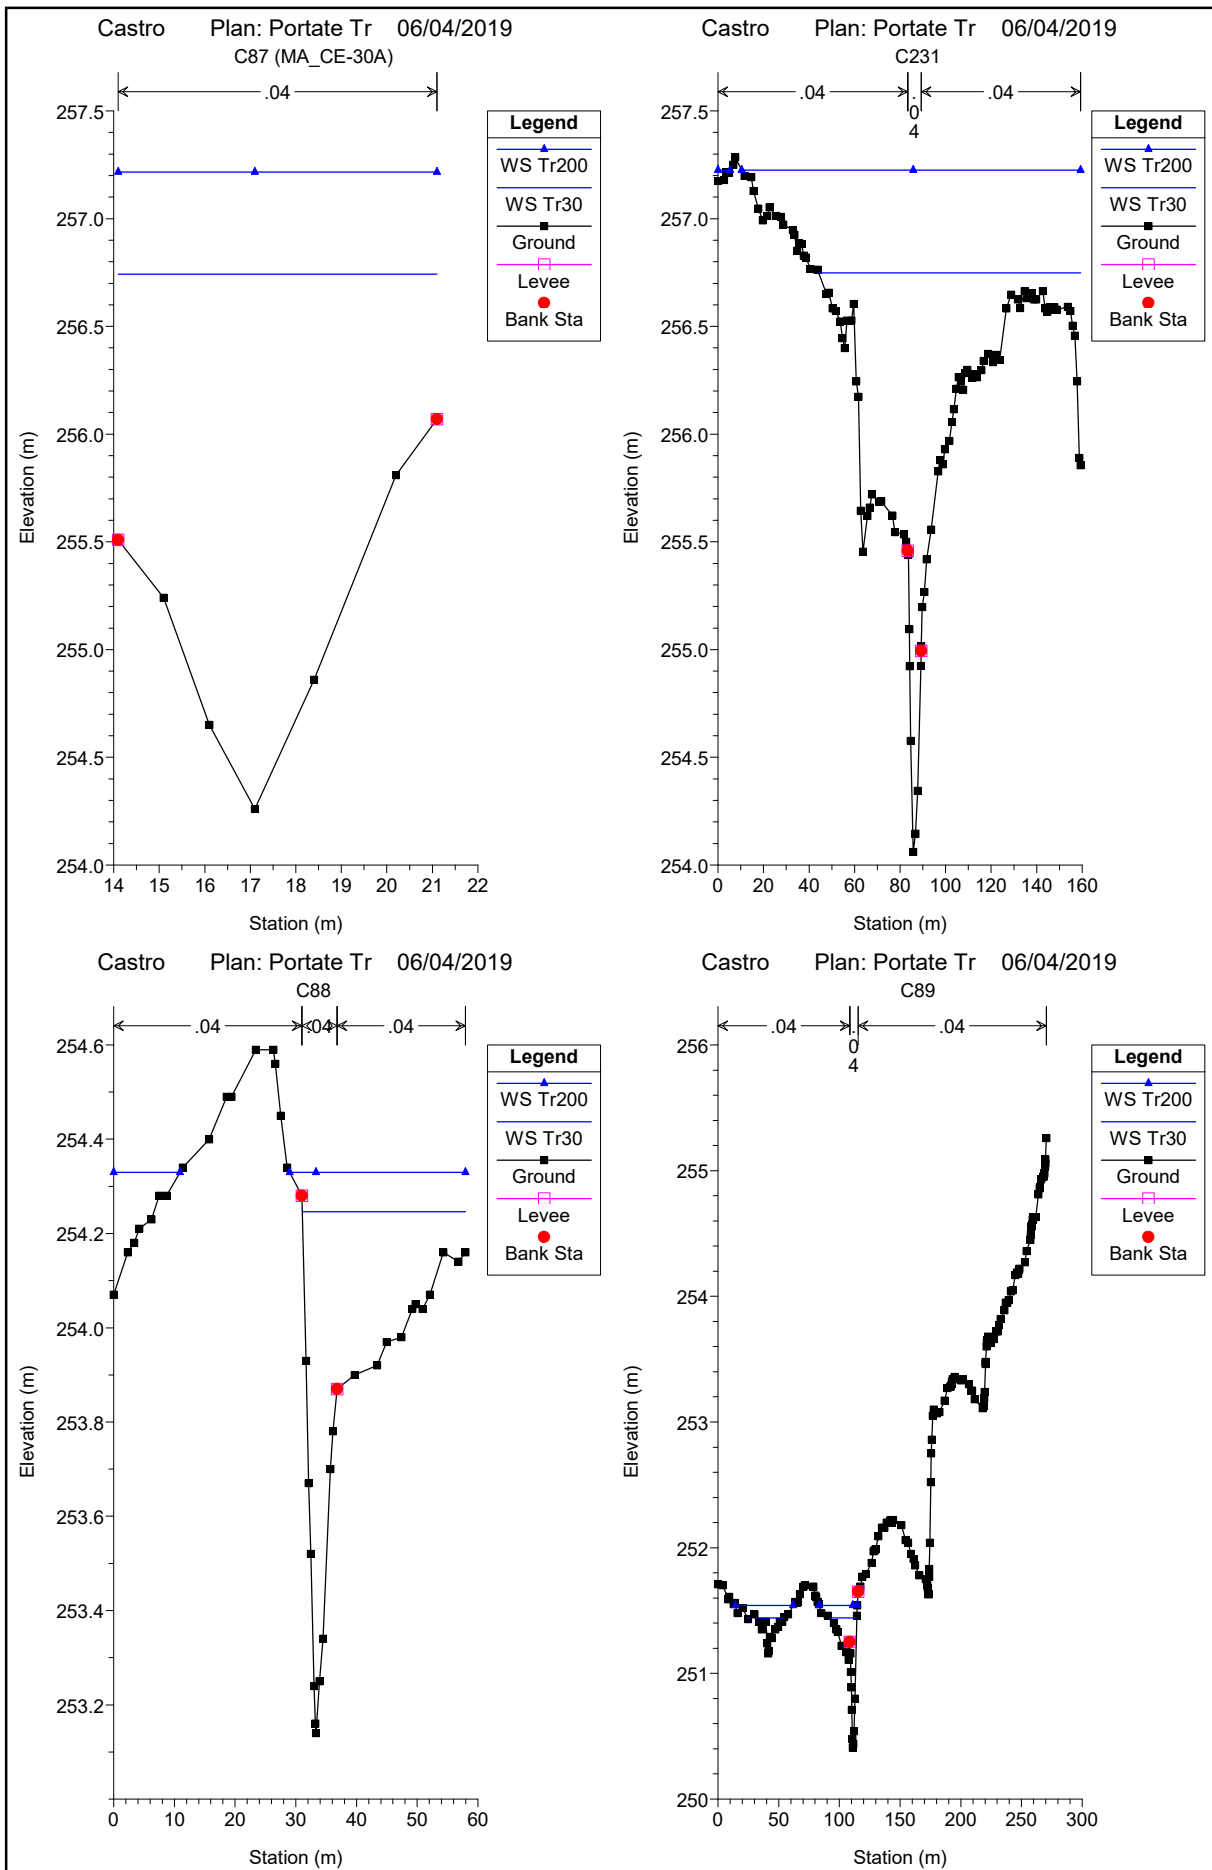 Castro Plan: Portate Tr 06/04/2019
C87 (MA_CE-30A)
.04
257.5
257.0
256.5
256.0
255.5
255.0
254.5
254.0
Elevation (m)
14 15 16 17 18 19 20 21 22
Station (m)
Legend
WS Tr200
WS Tr30
Ground
Levee
Bank Sta
Castro Plan: Portate Tr 06/04/2019
C231
.04 .04 .04
257.5
257.0
256.5
256.0
255.5
255.0
254.5
254.0
Elevation (m)
0 20 40 60 80 100 120 140 160
Station (m)
Legend
WS Tr200
WS Tr30
Ground
Levee
Bank Sta
Castro Plan: Portate Tr 06/04/2019
C88
.04 .04 .04
254.6
254.4
254.2
254.0
253.8
253.6
253.4
253.2
Elevation (m)
0 10 20 30 40 50 60
Station (m)
Legend
WS Tr200
WS Tr30
Ground
Levee
Bank Sta
Castro Plan: Portate Tr 06/04/2019
C89
.04 .04 .04
256
255
254
253
252
251
250
Elevation (m)
0 50 100 150 200 250 300
Station (m)
Legend
WS Tr200
WS Tr30
Ground
Levee
Bank Sta